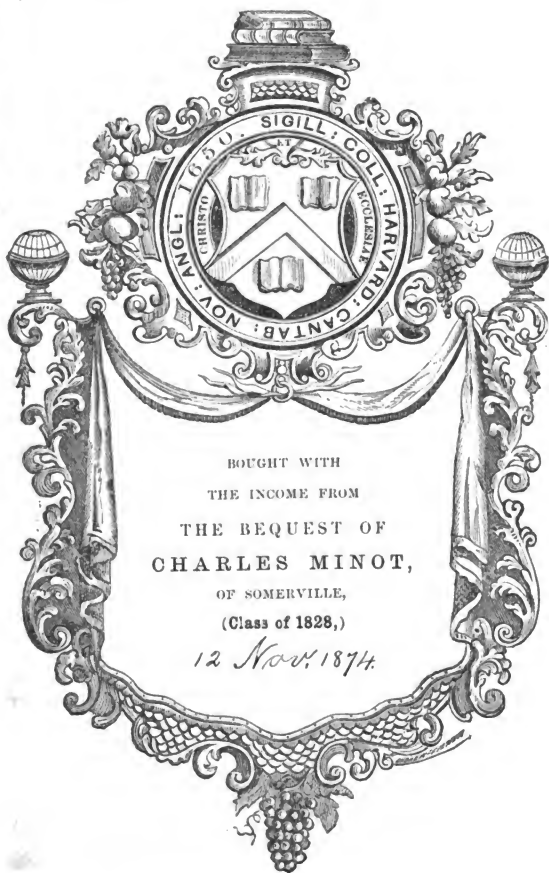 SIGILL: COLL: HARVARD: CANTAB: NOV: ANGL: 1650.
CHRISTO
ET
ECCLESIÆ
BOUGHT WITH
THE INCOME FROM
THE BEQUEST OF
CHARLES MINOT,
OF SOMERVILLE,
(Class of 1828,)
12 Nov. 1874.